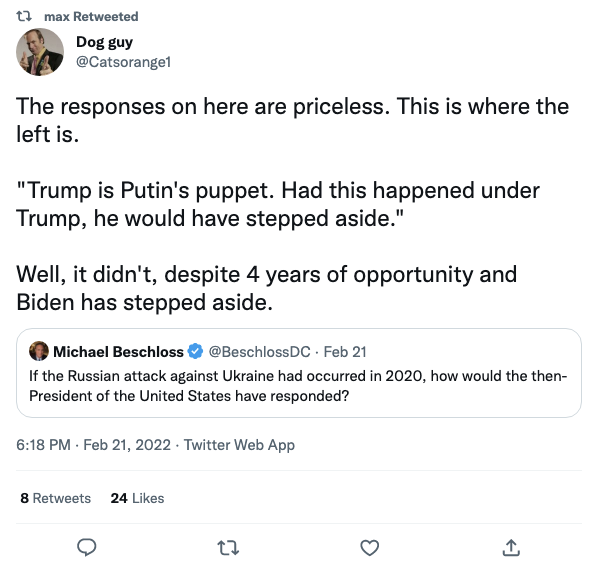 max Retweeted
Dog guy
@Catsorange1
The responses on here are priceless. This is where the
left is.
"Trump is Putin's puppet. Had this happened under
Trump, he would have stepped aside."
Well, it didn't, despite 4 years of opportunity and
Biden has stepped aside.
Michael Beschloss @BeschlossDC · Feb 21
If the Russian attack against Ukraine had occurred in 2020, how would the then-
President of the United States have responded?
6:18 PM · Feb 21, 2022 · Twitter Web App
8 Retweets 24 Likes